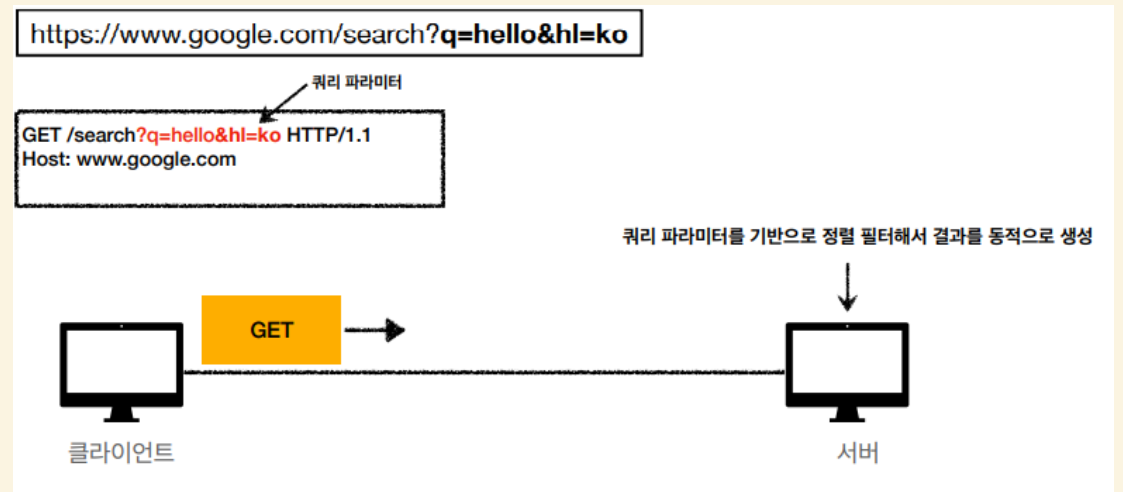 https://www.google.com/search?q=hello&hl=ko
쿼리 파라미터
GET /search?q=hello&hl=ko HTTP/1.1
Host: www.google.com
쿼리 파라미터를 기반으로 정렬 필터해서 결과를 동적으로 생성
GET
클라이언트
서버